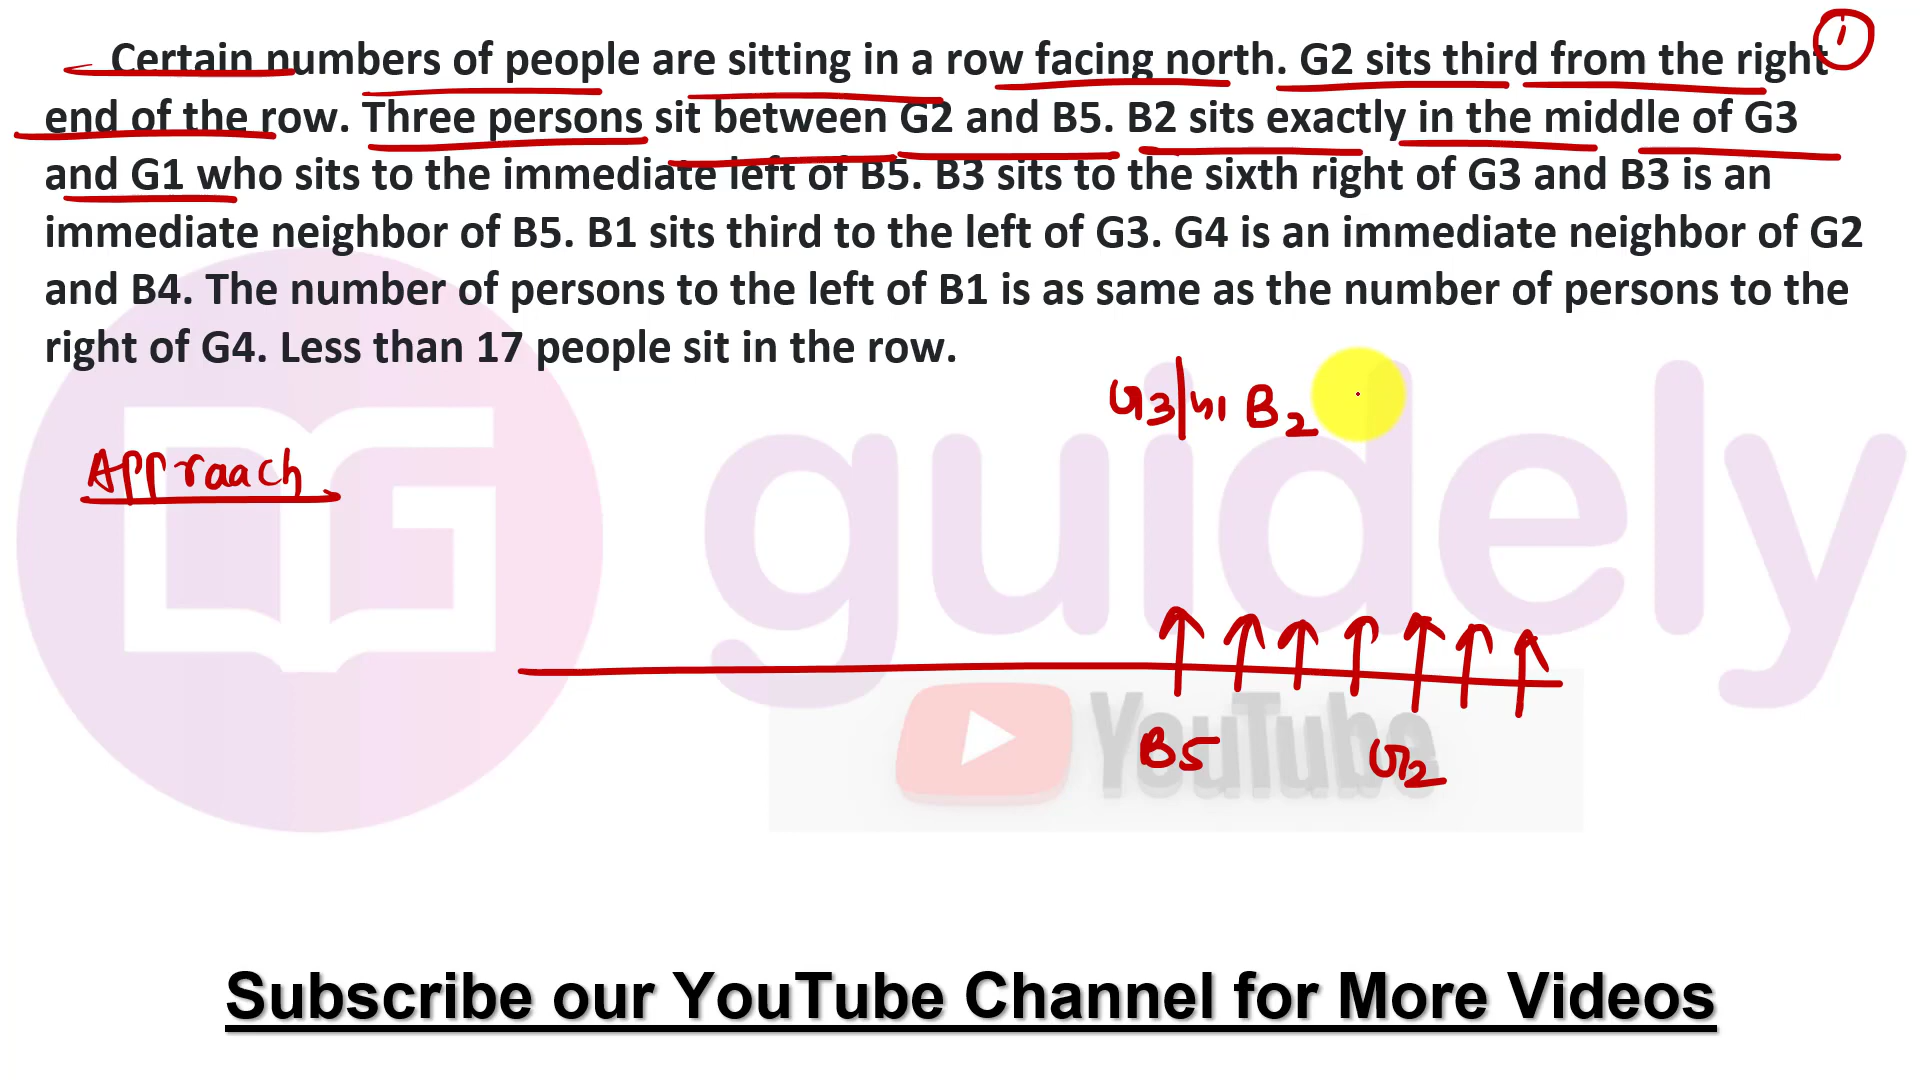 Certain numbers of people are sitting in a row facing north. G2 sits third from the right
end of the row. Three persons sit between G2 and B5. B2 sits exactly in the middle of G3
and G1 who sits to the immediate left of B5. B3 sits to the sixth right of G3 and B3 is an
immediate neighbor of B5. B1 sits third to the left of G3. G4 is an immediate neighbor of G2
and B4. The number of persons to the left of B1 is as same as the number of persons to the
right of G4. Less than 17 people sit in the row.
G3 G1 B2
Appraach
guidely
YouTube
B5 G2
Subscribe our YouTube Channel for More Videos